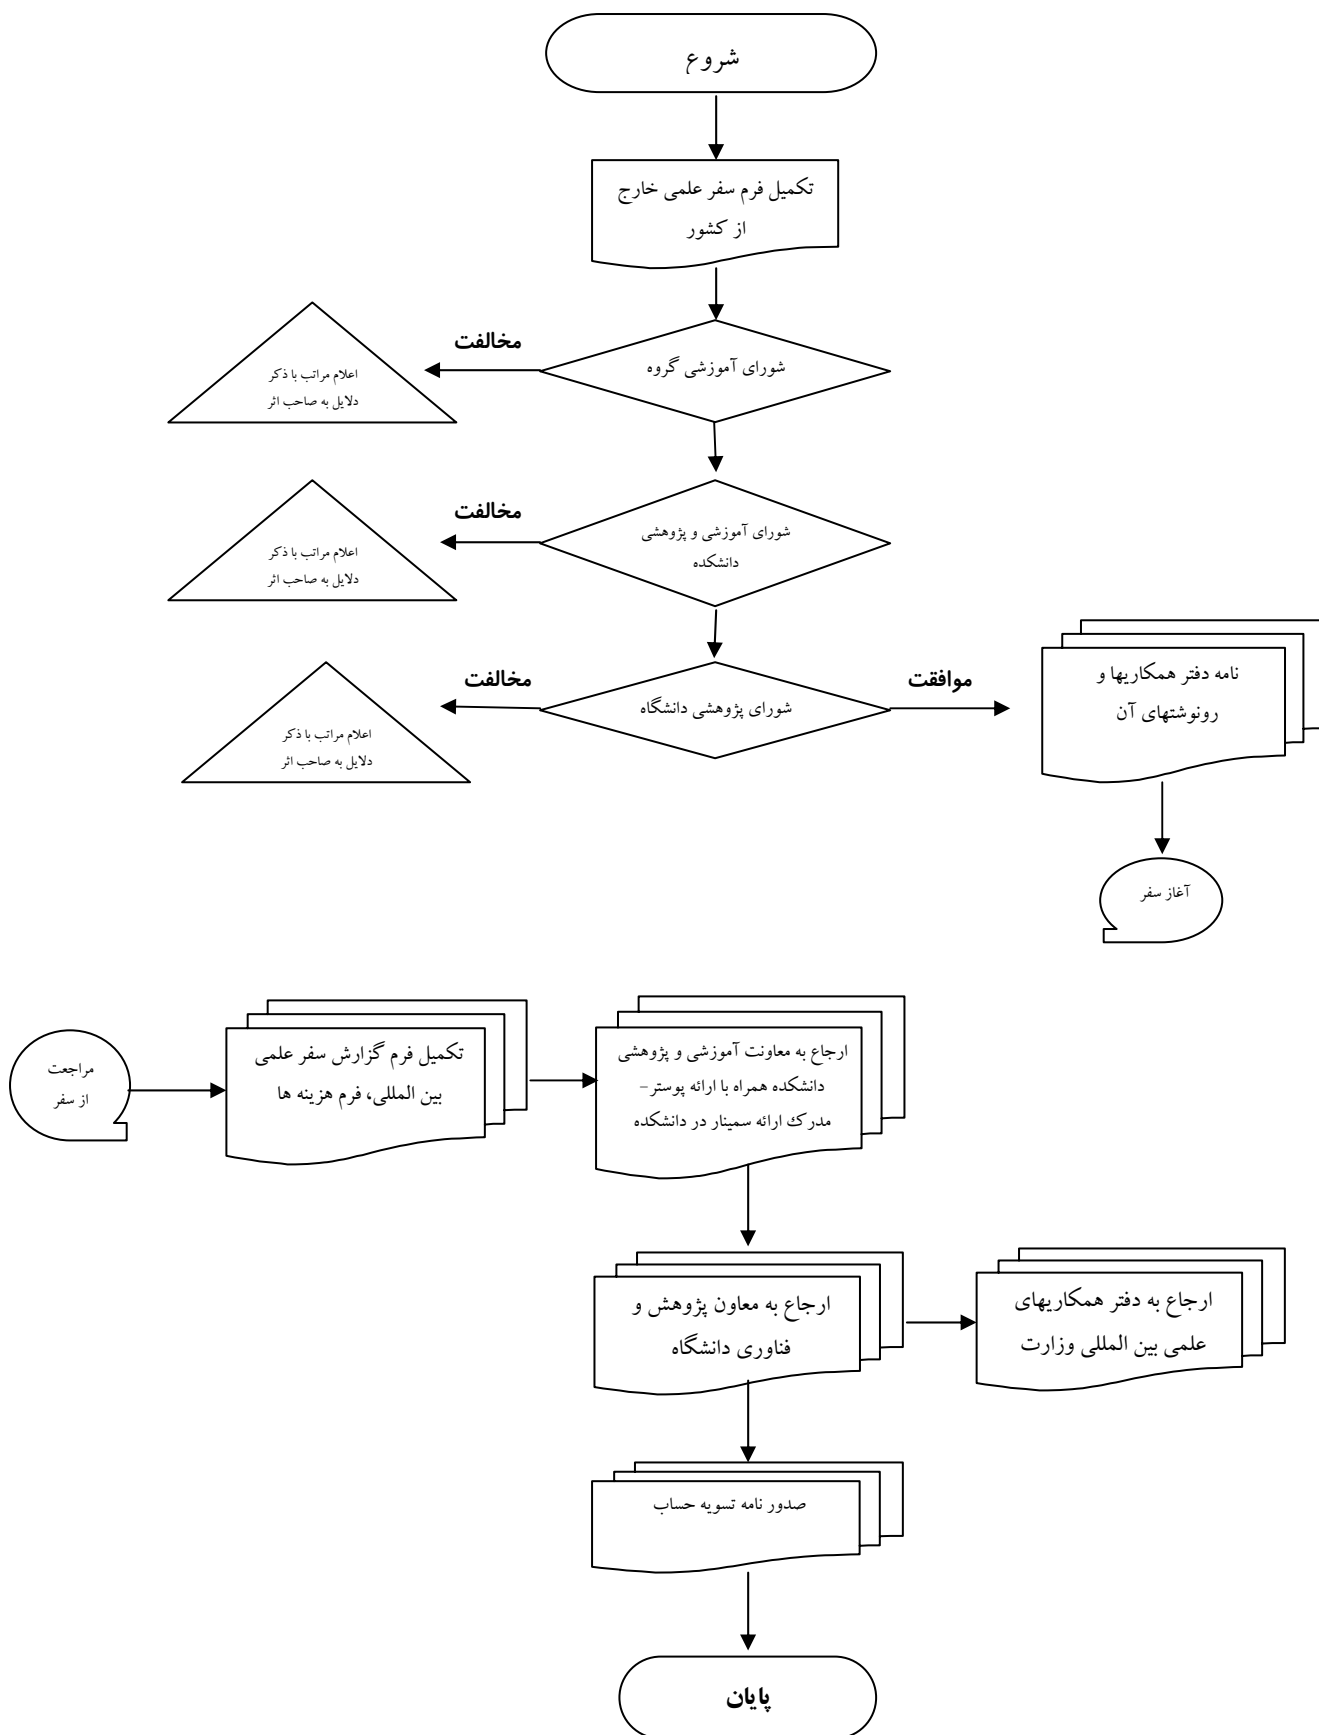 شروع
تکمیل فرم سفر علمی خارج
از کشور
مخالفت
شورای آموزشی گروه
اعلام مراتب با ذکر
دلایل به صاحب اثر
مخالفت
شورای آموزشی و پژوهشی
دانشکده
اعلام مراتب با ذکر
دلایل به صاحب اثر
موافقت
مخالفت
شورای پژوهشی دانشگاه
نامه دفتر همکاریها و
رونوشتهای آن
اعلام مراتب با ذکر
دلایل به صاحب اثر
آغاز سفر
مراجعت
از سفر
تکمیل فرم گزارش سفر علمی
بین المللی، فرم هزینه ها
ارجاع به معاونت آموزشی و پژوهشی
دانشکده همراه با ارائه پوستر–
مدرک ارائه سمینار در دانشکده
ارجاع به معاون پژوهش و
فناوری دانشگاه
ارجاع به دفتر همکاریهای
علمی بین المللی وزارت
صدور نامه تسویه حساب
پایان